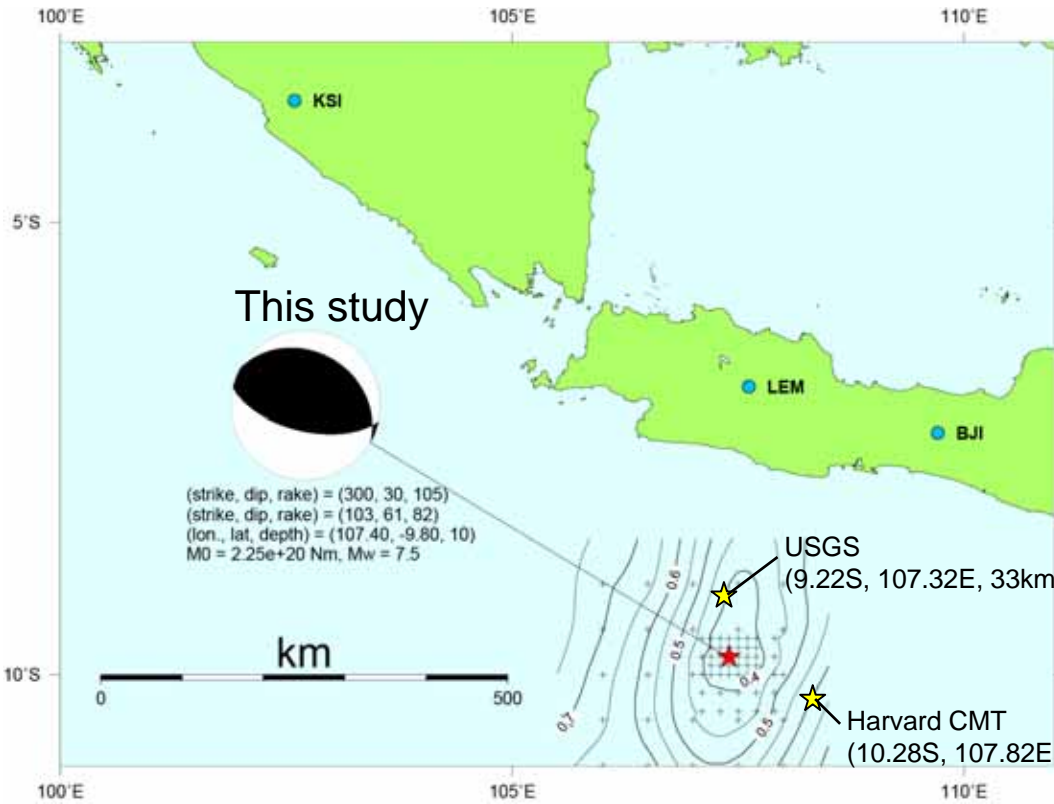 100˚E 105˚E 110˚E
KSI
5˚S
This study
LEM
BJI
(strike, dip, rake) = (300, 30, 105)
(strike, dip, rake) = (103, 61, 82)
(lon., lat, depth) = (107.40, -9.80, 10)
M0 = 2.25e+20 Nm, Mw = 7.5
USGS
(9.22S, 107.32E, 33km
0.6
0.5
km
10˚S
0.4
0 500
0.7
0.5
Harvard CMT
(10.28S, 107.82E
100˚E 105˚E 110˚E